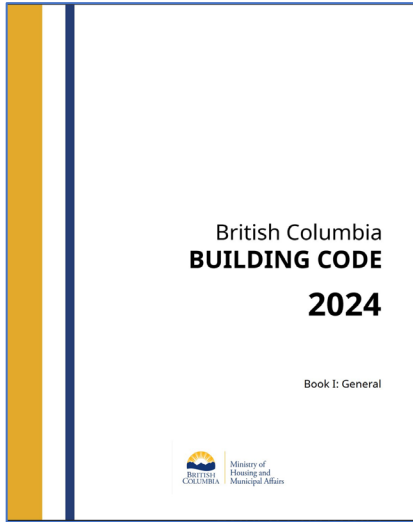 British Columbia
BUILDING CODE
2024
Book I: General
BRITISH
COLUMBIA
Ministry of
Housing and
Municipal Affairs